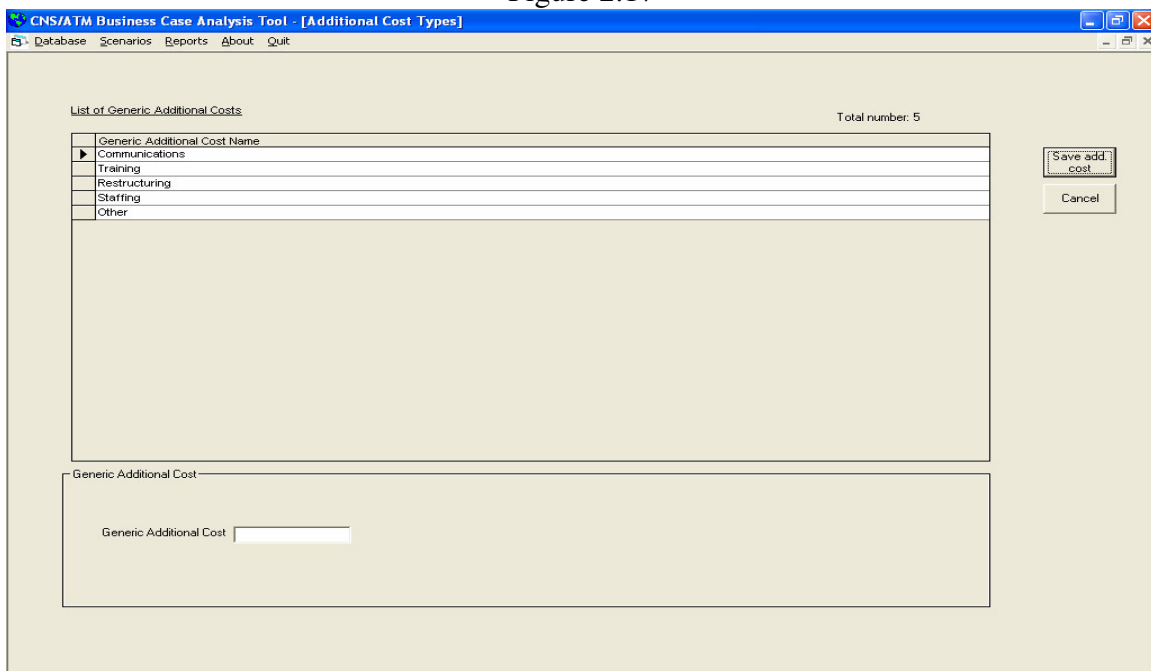 CNS/ATM Business Case Analysis Tool - [Additional Cost Types]
Database Scenarios Reports About Quit
List of Generic Additional Costs
Total number: 5
Generic Additional Cost Name
Communications
Training
Restructuring
Staffing
Other
Save add.
cost
Cancel
Generic Additional Cost
Generic Additional Cost